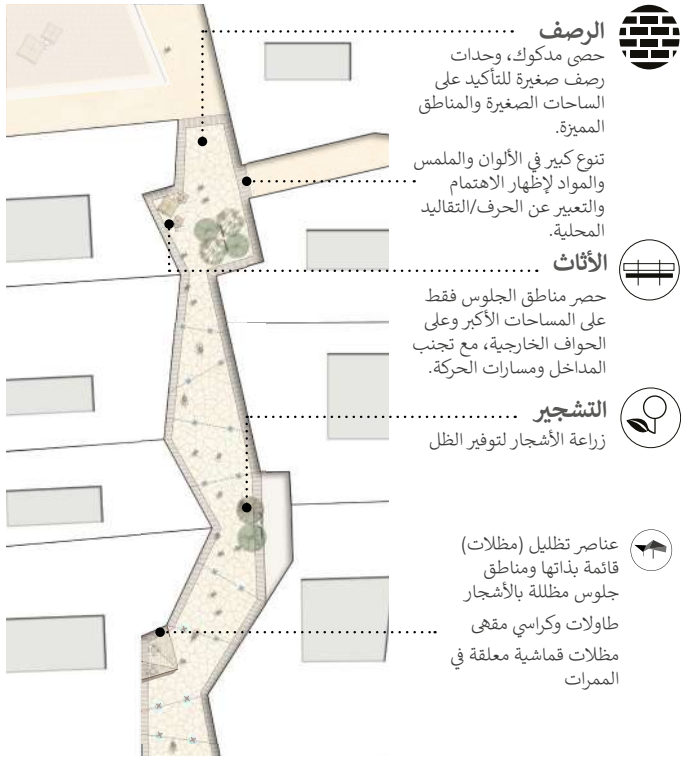 الرصف
حصى مدكوك، وحدات
رصف صغيرة للتأكيد على
الساحات الصغيرة والمناطق
المميزة.
تنوع كبير في الألوان والملمس
والمواد لإظهار الاهتمام
والتعبير عن الحرف/التقاليد
المحلية.
الأثاث
حصر مناطق الجلوس فقط
على المساحات الأكبر وعلى
الحواف الخارجية، مع تجنب
المداخل ومسارات الحركة.
التشجير
زراعة الأشجار لتوفير الظل
عناصر تظليل (مظلات)
قائمة بذاتها ومناطق
جلوس مظللة بالأشجار
طاولات وكراسي مقهى
مظلات قماشية معلقة في
الممرات